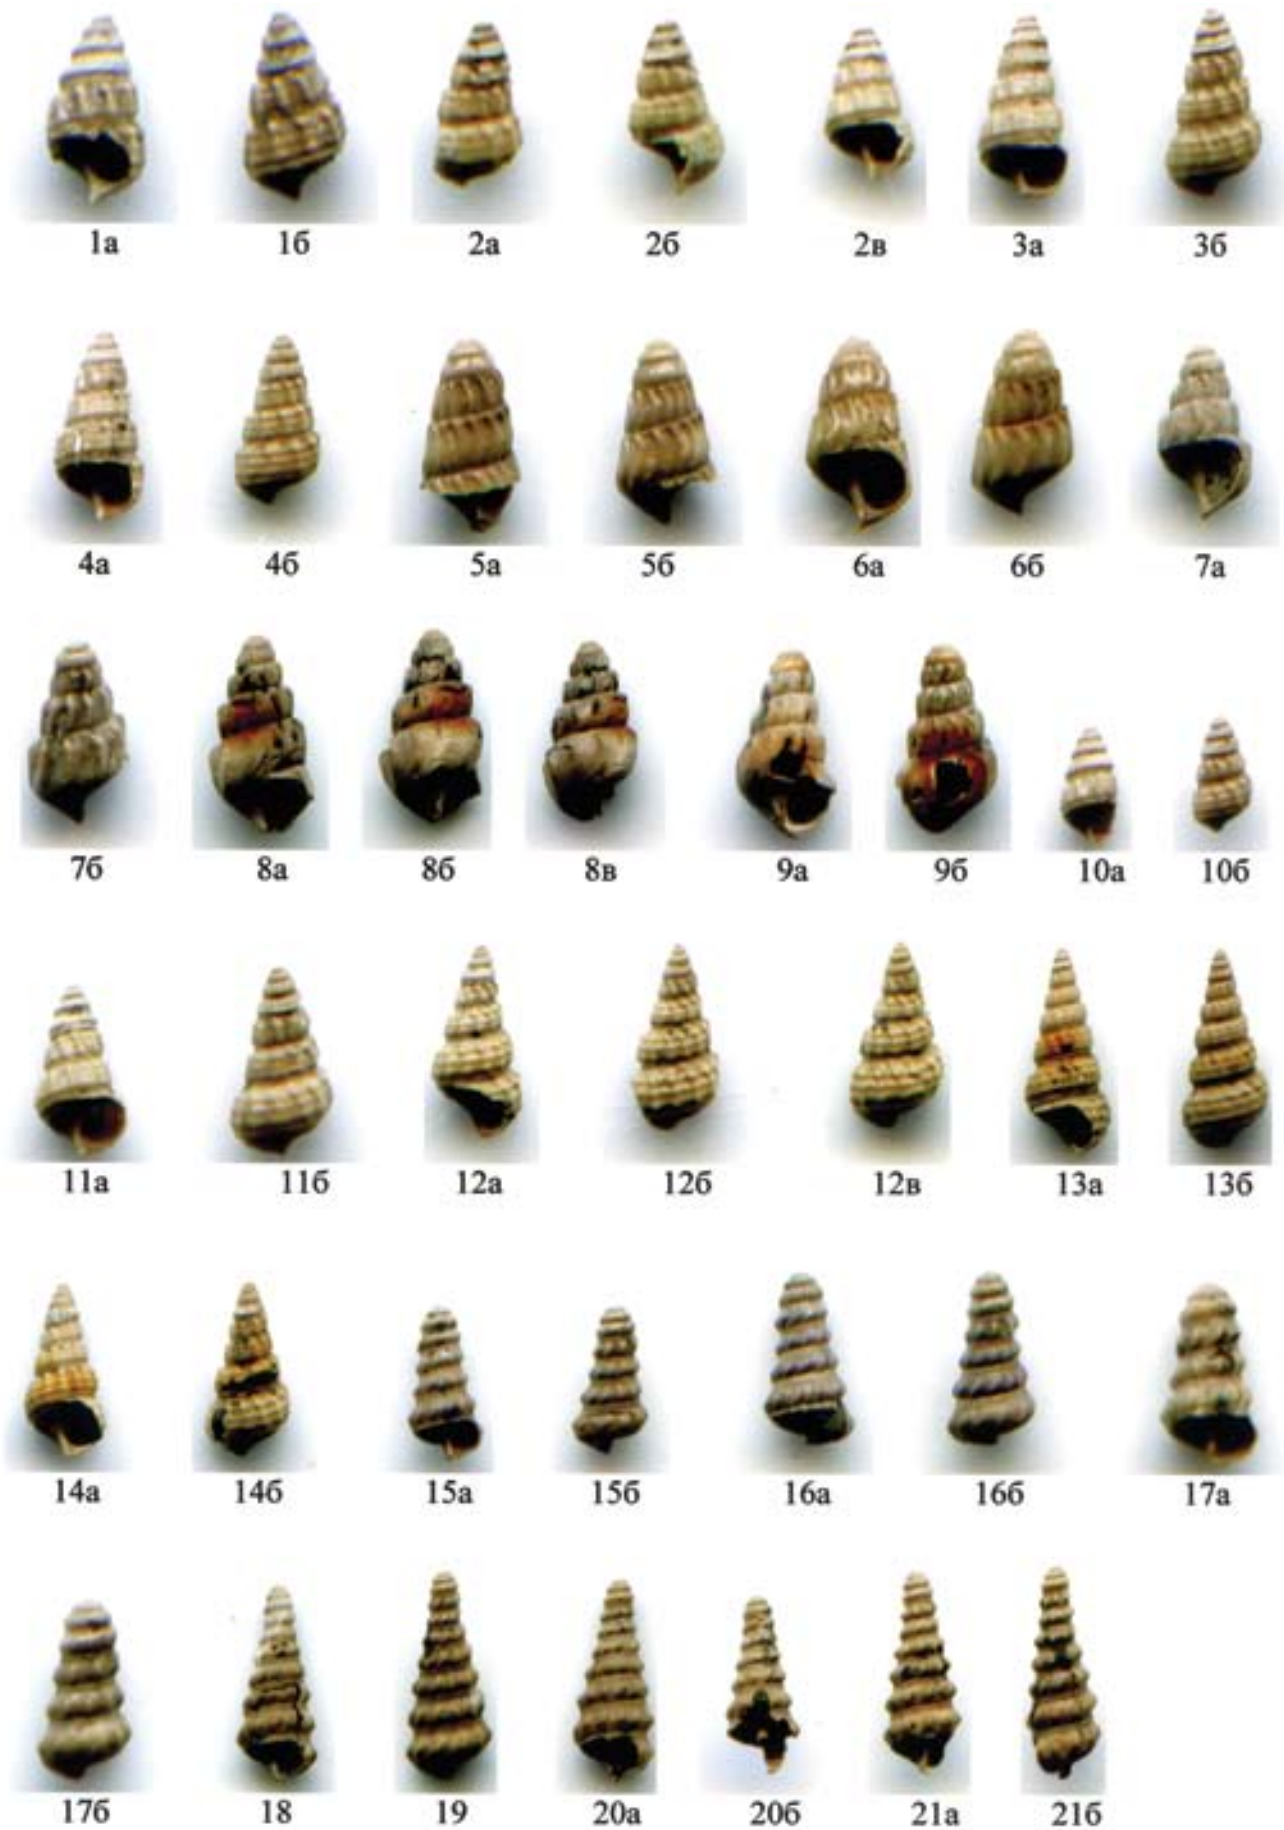 1а 1б 2а 2б 2в 3а 3б
4а 4б 5а 5б 6а 6б 7а
7б 8а 8б 8в 9а 9б 10а 10б
11а 11б 12а 12б 12в 13а 13б
14а 14б 15а 15б 16а 16б 17а
17б 18 19 20а 20б 21а 21б